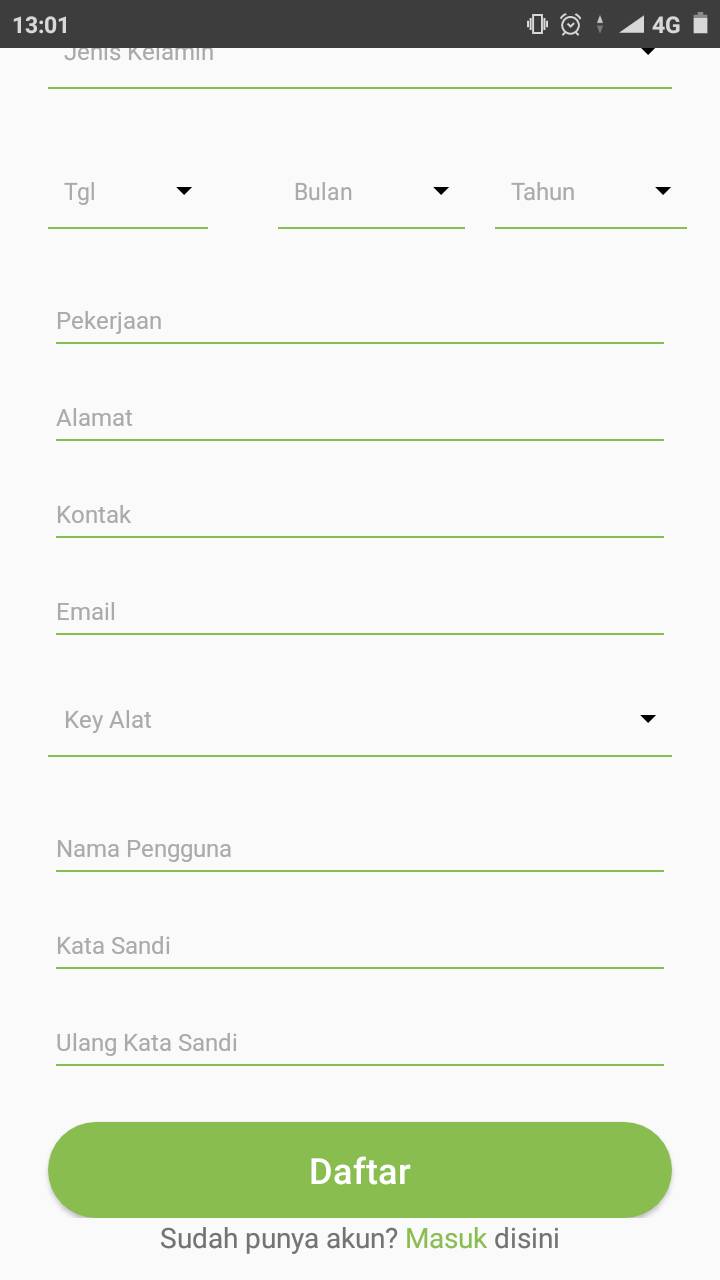 13:01 4G
Jenis Kelamin
Tgl Bulan Tahun
Pekerjaan
Alamat
Kontak
Email
Key Alat
Nama Pengguna
Kata Sandi
Ulang Kata Sandi
Daftar
Sudah punya akun? Masuk disini